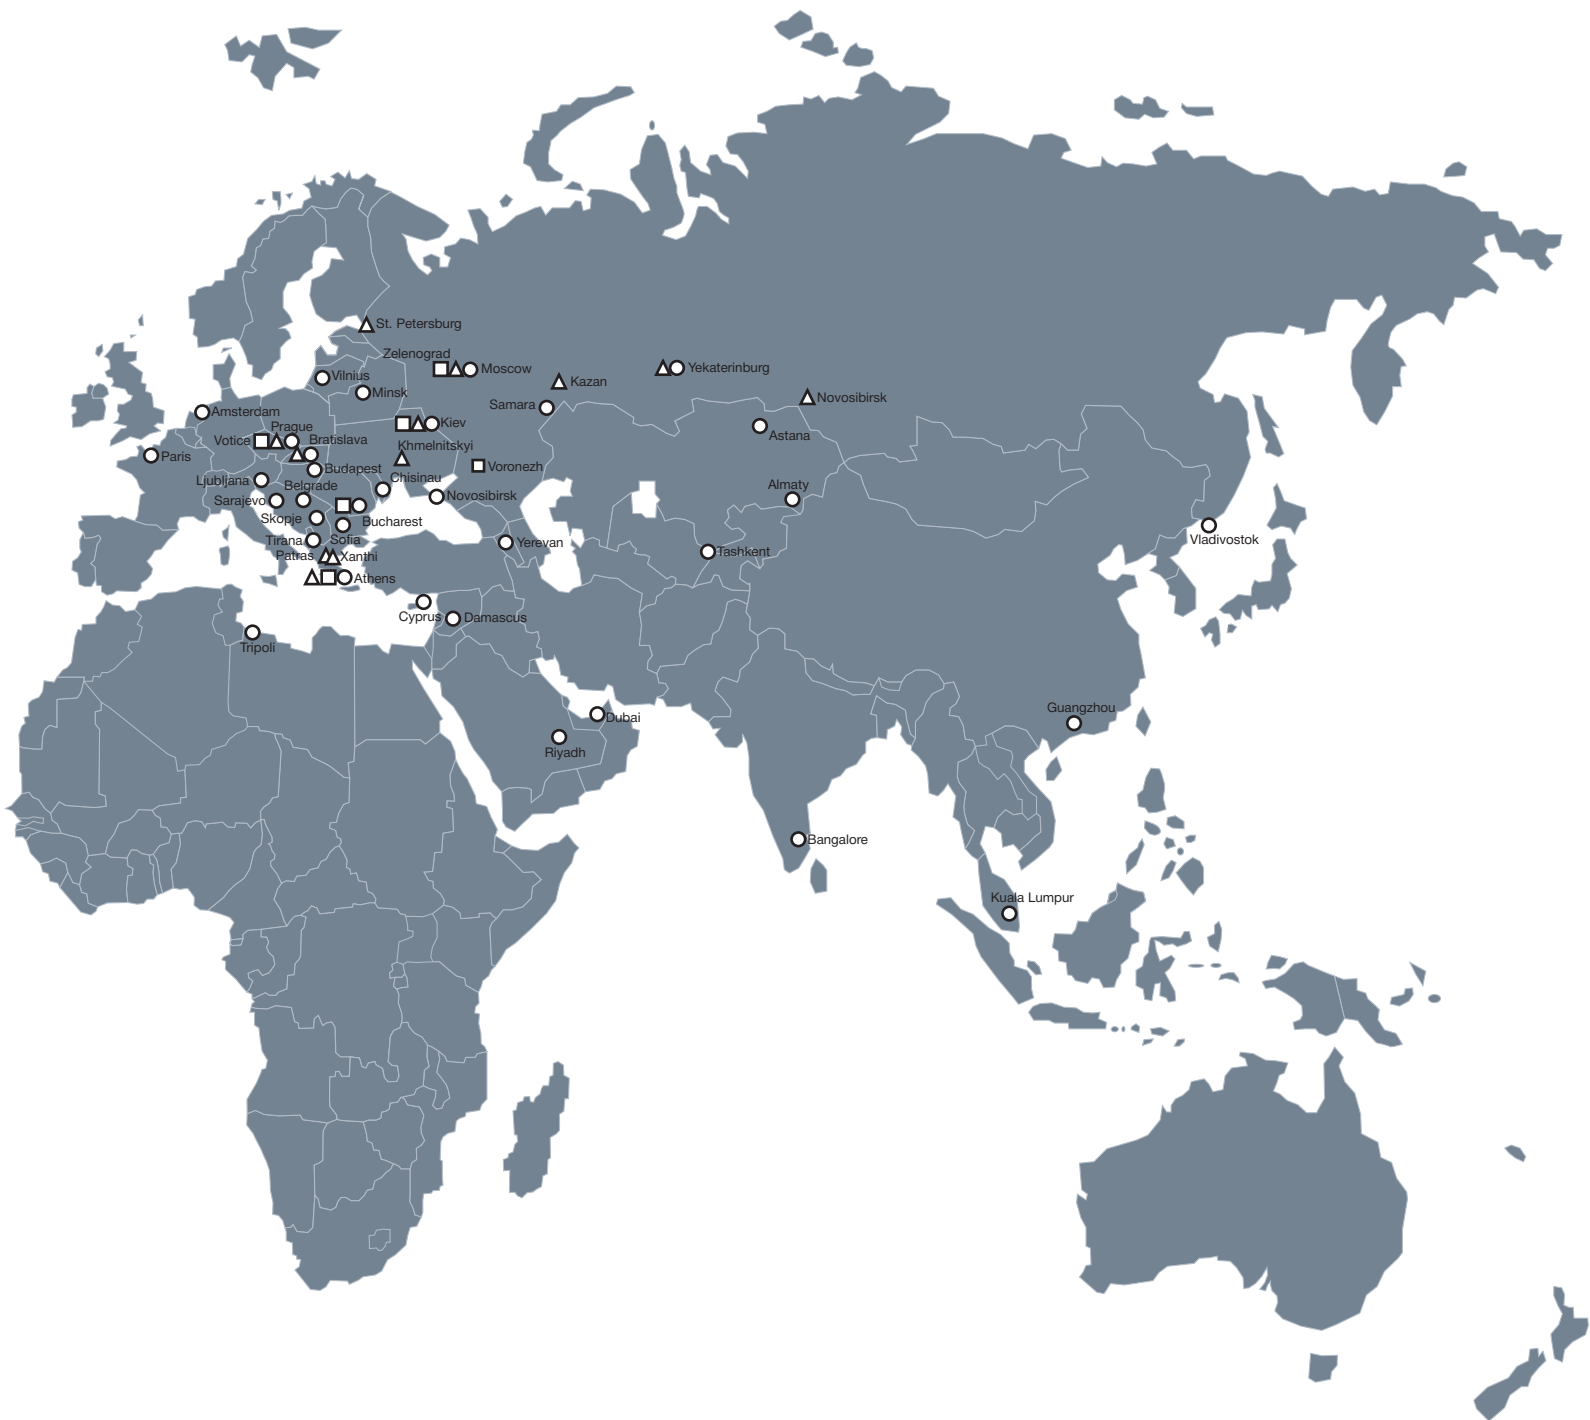 St. Petersburg
Zelenograd
Moscow
Yekaterinburg
Vilnius
Kazan
Minsk
Novosibirsk
Samara
Amsterdam
Kiev
Prague
Astana
Votice
Bratislava
Khmelnitskyi
Paris
Voronezh
Budapest
Chisinau
Ljubljana
Belgrade
Almaty
Novosibirsk
Sarajevo
Skopje
Bucharest
Vladivostok
Tirana
Sofia
Yerevan
Tashkent
Patras
Xanthi
Athens
Cyprus
Damascus
Tripoli
Guangzhou
Dubai
Riyadh
Bangalore
Kuala Lumpur